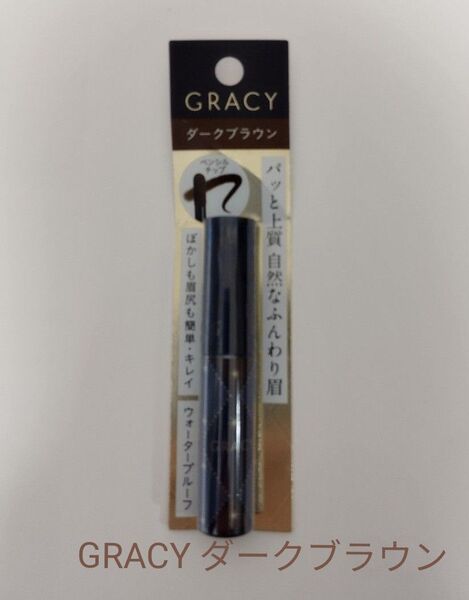 GRACY
ダークブラウン
ペンシル
チップ
パッと上質 自然なふんわり眉
ぼかしも眉尻も簡単・キレイ
ウォータープルーフ
GRACY
GRACY ダークブラウン